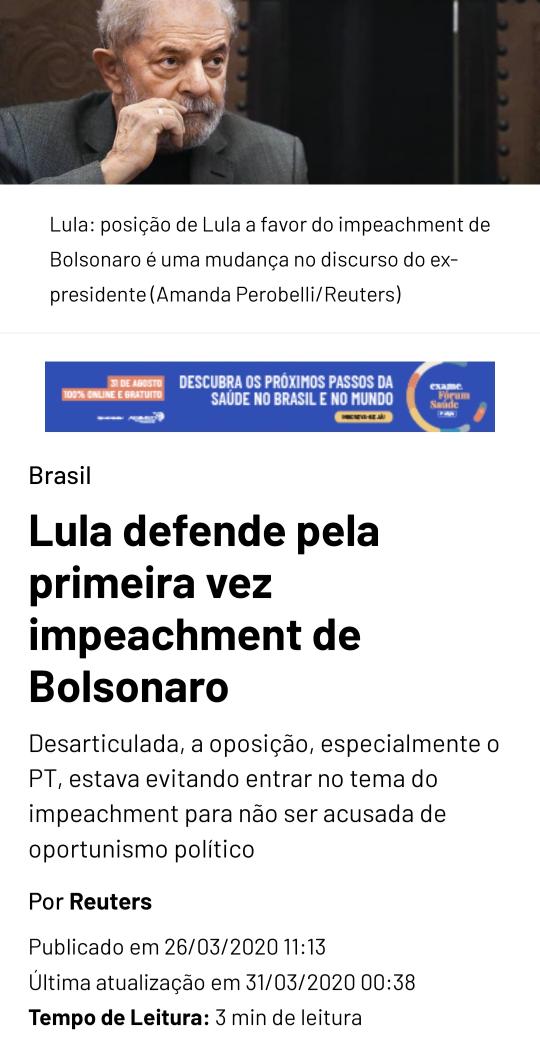 Lula: posição de Lula a favor do impeachment de
Bolsonaro é uma mudança no discurso do ex-
presidente (Amanda Perobelli/Reuters)
31 DE AGOSTO
100% ONLINE E GRATUITO
DESCUBRA OS PRÓXIMOS PASSOS DA
SAÚDE NO BRASIL E NO MUNDO
INSCREVA-SE JÁ!
exame.
Fórum
Saúde
Brasil
Lula defende pela
primeira vez
impeachment de
Bolsonaro
Desarticulada, a oposição, especialmente o
PT, estava evitando entrar no tema do
impeachment para não ser acusada de
oportunismo político
Por Reuters
Publicado em 26/03/2020 11:13
Última atualização em 31/03/2020 00:38
Tempo de Leitura: 3 min de leitura